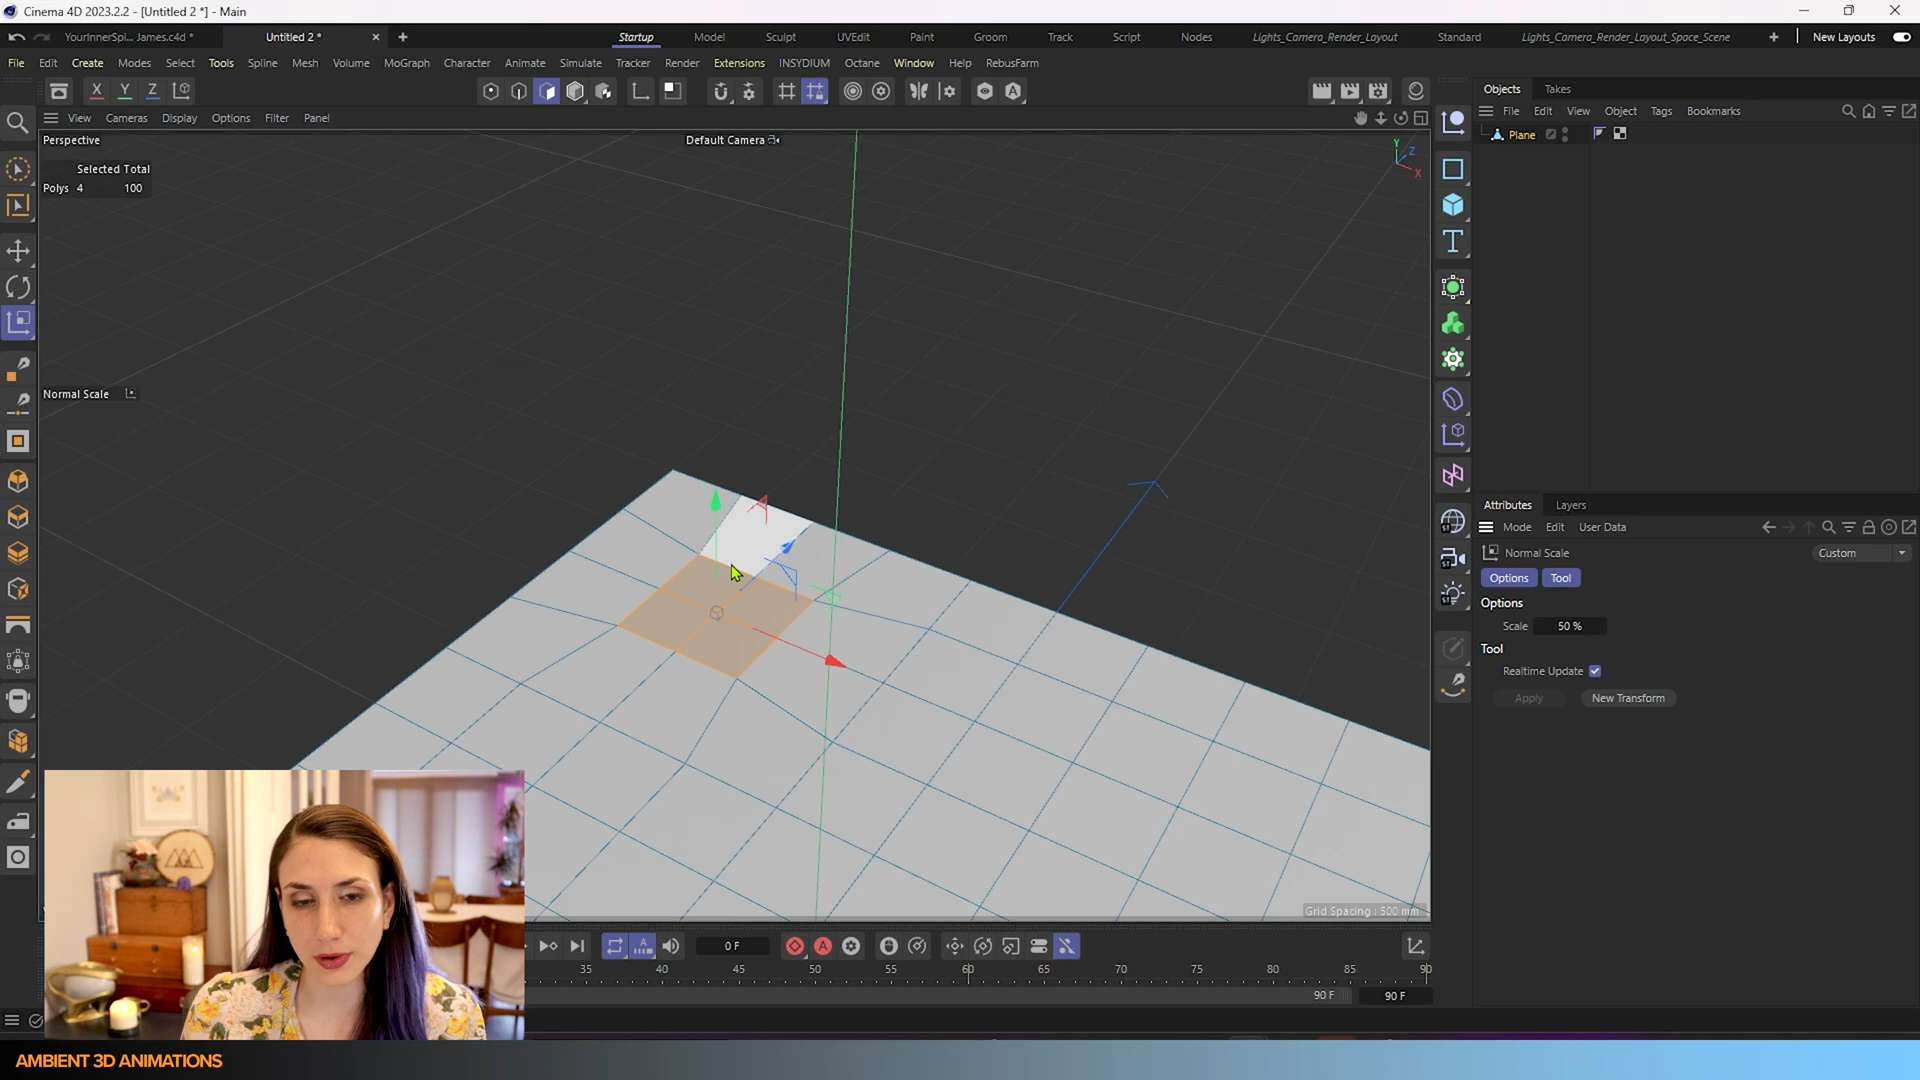 Cinema 4D 2023.2.2 - [Untitled 2 *] - Main
YourInnerSpi... James.c4d *
Untitled 2 *
Startup Model Sculpt UVEdit Paint Groom Track Script Nodes Lights_Camera_Render_Layout Standard Lights_Camera_Render_Layout_Space_Scene New Layouts
File Edit Create Modes Select Tools Spline Mesh Volume MoGraph Character Animate Simulate Tracker Render Extensions INSYDIUM Octane Window Help RebusFarm
X Y Z
View Cameras Display Options Filter Panel
Perspective
Default Camera
Selected Total
Polys 4 100
Normal Scale
Y
Z
X
Grid Spacing : 500 mm
Objects Takes
File Edit View Object Tags Bookmarks
Plane
Attributes Layers
Mode Edit User Data
Normal Scale
Custom
Options Tool
Options
Scale 50 %
Tool
Realtime Update
Apply New Transform
0 F
35 40 45 50 55 60 65 70 75 80 85 90
90 F 90 F
AMBIENT 3D ANIMATIONS